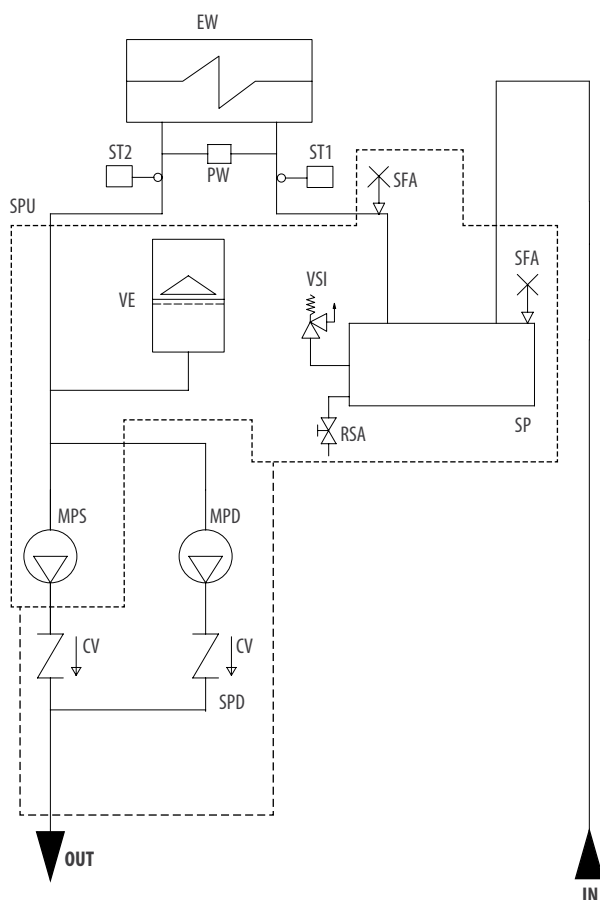 EW
ST2
PW
ST1
SFA
SPU
SFA
VE
VSI
RSA
SP
MPS
MPD
CV
CV
SPD
OUT
IN